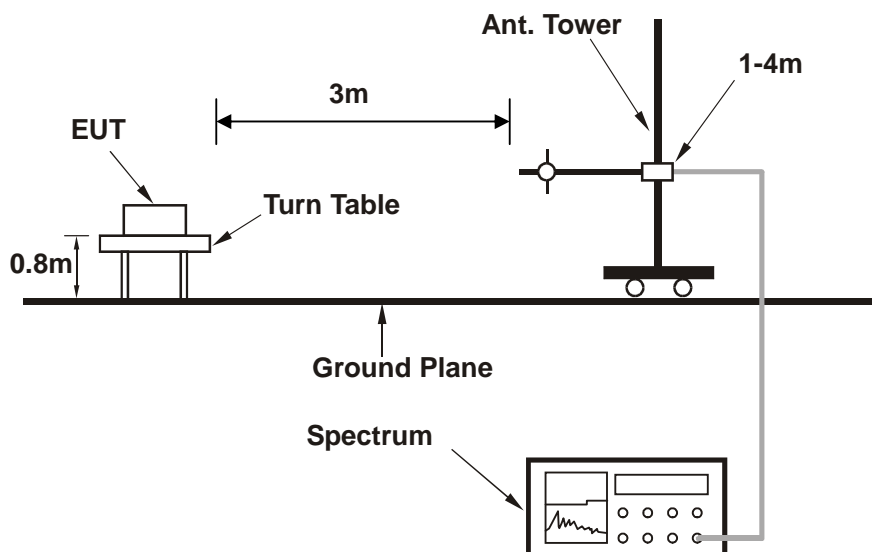 Ant. Tower
1-4m
3m
EUT
Turn Table
0.8m
Ground Plane
Spectrum